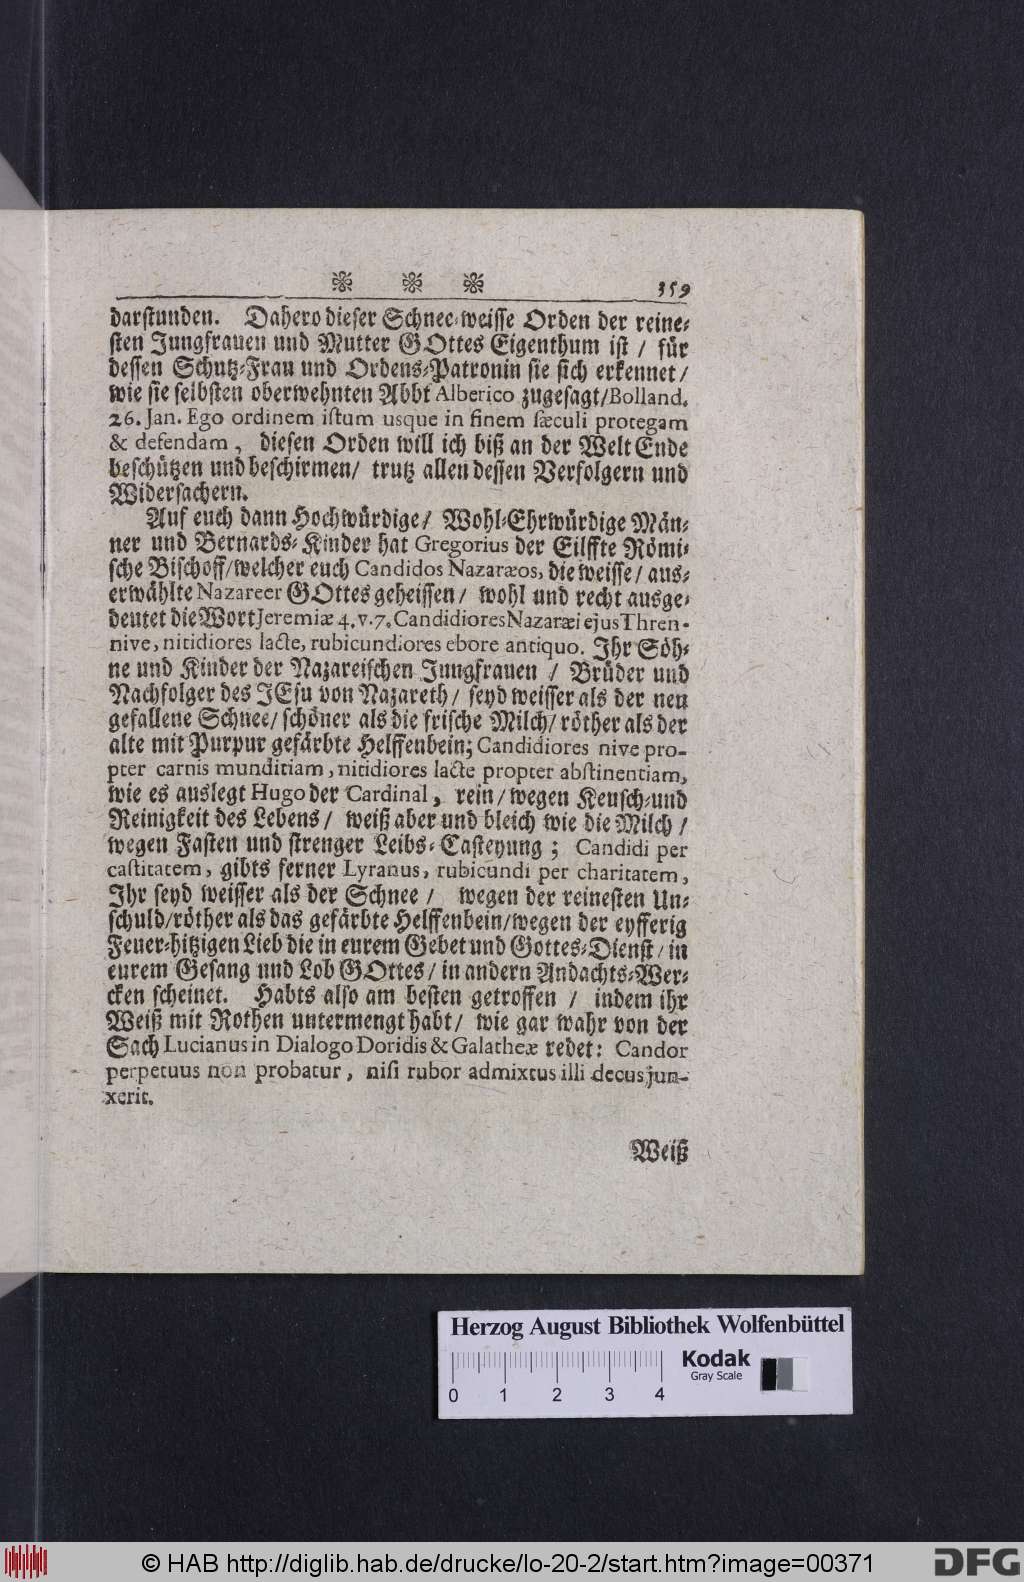 359
darstunden. Dahero dieser Schnee-weisse Orden der reine-
sten Jungfrauen und Mutter GOttes Eigenthum ist / für
dessen Schutz-Frau und Ordens-Patronin sie sich erkennet /
wie sie selbsten oberwehnten Abbt Alberico zugesagt / Bolland.
26. Jan. Ego ordinem istum usque in finem sæculi protegam
& defendam, diesen Orden will ich biß an der Welt Ende
beschützen und beschirmen / trutz allen dessen Verfolgern und
Widersachern.
Auf euch dann Hochwürdige / Wohl-Ehrwürdige Män-
ner und Bernards-Kinder hat Gregorius der Eilffte Römi-
sche Bischoff / welcher euch Candidos Nazaræos, die weisse / aus-
erwählte Nazareer GOttes geheissen / wohl und recht ausge-
deutet die Wort Jeremiæ 4. v. 7. Candidiores Nazaræi ejus Thren-
nive, nitidiores lacte, rubicundiores ebore antiquo. Ihr Söh-
ne und Kinder der Nazareischen Jungfrauen / Brüder und
Nachfolger des JEsu von Nazareth / seyd weisser als der neu
gefallene Schnee / schöner als die frische Milch / röther als der
alte mit Purpur gefärbte Helffenbein; Candidiores nive pro-
pter carnis munditiam, nitidiores lacte propter abstinentiam,
wie es auslegt Hugo der Cardinal, rein / wegen Keusch- und
Reinigkeit des Lebens / weiß aber und bleich wie die Milch /
wegen Fasten und strenger Leibs-Casteyung; Candidi per
castitatem, gibts ferner Lyranus, rubicundi per charitatem,
Ihr seyd weisser als der Schnee / wegen der reinesten Un-
schuld / röther als das gefärbte Helffenbein / wegen der eyfferig
Feuer-hitzigen Lieb die in eurem Gebet und Gottes-Dienst / in
eurem Gesang und Lob GOttes / in andern Andachts-Wer-
cken scheinet. Habts also am besten getroffen / indem ihr
Weiß mit Rothen untermengt habt / wie gar wahr von der
Sach Lucianus in Dialogo Doridis & Galatheæ redet: Candor
perpetuus non probatur, nisi rubor admixtus illi decus jun-
xerit.
Weiß
Herzog August Bibliothek Wolfenbüttel
Kodak
Gray Scale
0 1 2 3 4
© HAB http://diglib.hab.de/drucke/lo-20-2/start.htm?image=00371
DFG